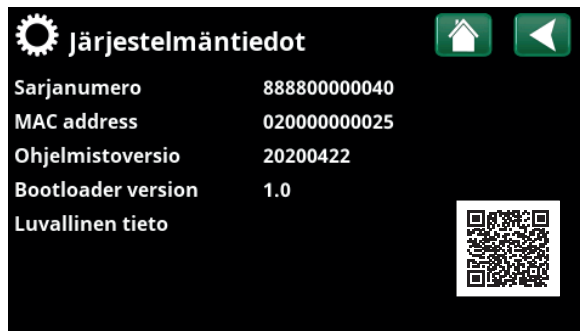 Järjestelmäntiedot
Sarjanumero 888800000040
MAC address 020000000025
Ohjelmistoversio 20200422
Bootloader version 1.0
Luvallinen tieto